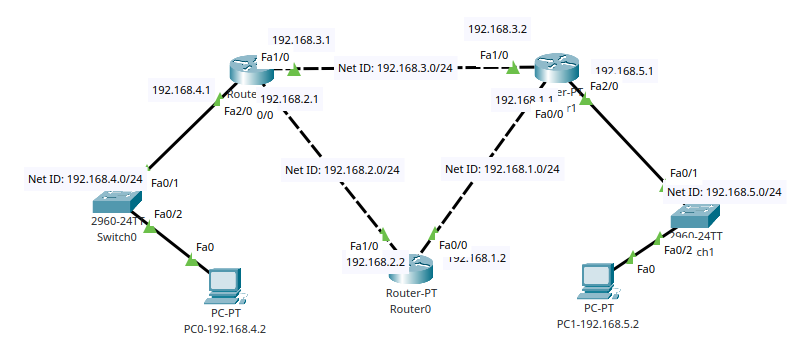 192.168.3.1
192.168.3.2
Fa1/0
Fa1/0
Net ID: 192.168.3.0/24
192.168.4.1
Fa2/0
192.168.2.1
0/0
192.168.5.1
Fa2/0
192.168.1.1
Fa0/0
r1
Net ID: 192.168.2.0/24
Net ID: 192.168.1.0/24
Net ID: 192.168.4.0/24
Fa0/1
Fa0/1
Net ID: 192.168.5.0/24
2960-24TT
Switch0
Fa0/2
Fa0
PC-PT
PC0-192.168.4.2
Fa1/0
192.168.2.2
Fa0/0
192.168.1.2
Router-PT
Router0
2960-24TT
ch1
Fa0/2
Fa0
PC-PT
PC1-192.168.5.2